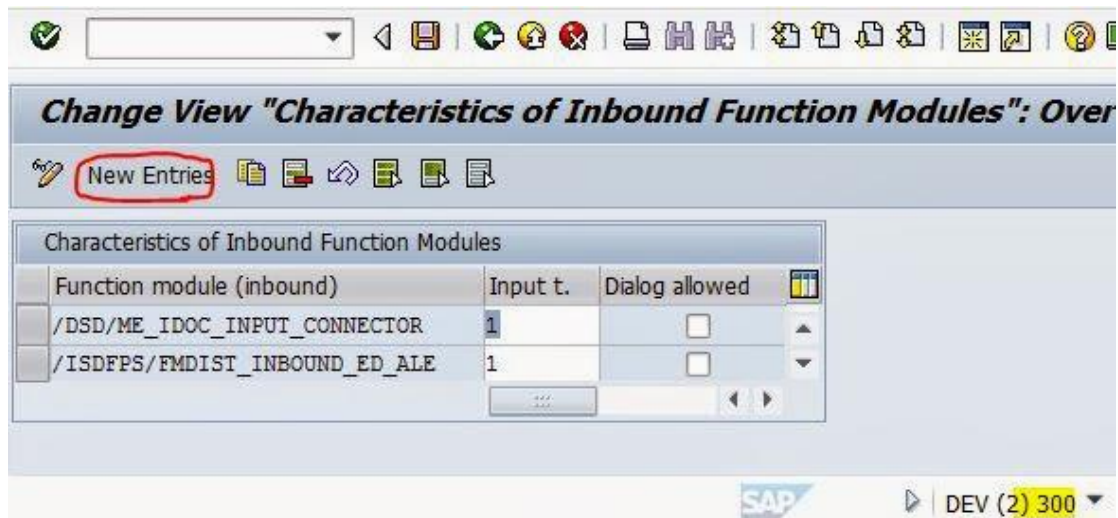 Change View "Characteristics of Inbound Function Modules": Over
New Entries
Characteristics of Inbound Function Modules
Function module (inbound) Input t. Dialog allowed
/DSD/ME_IDOC_INPUT_CONNECTOR 1
/ISDFPS/FMDIST_INBOUND_ED_ALE 1
SAP DEV (2) 300